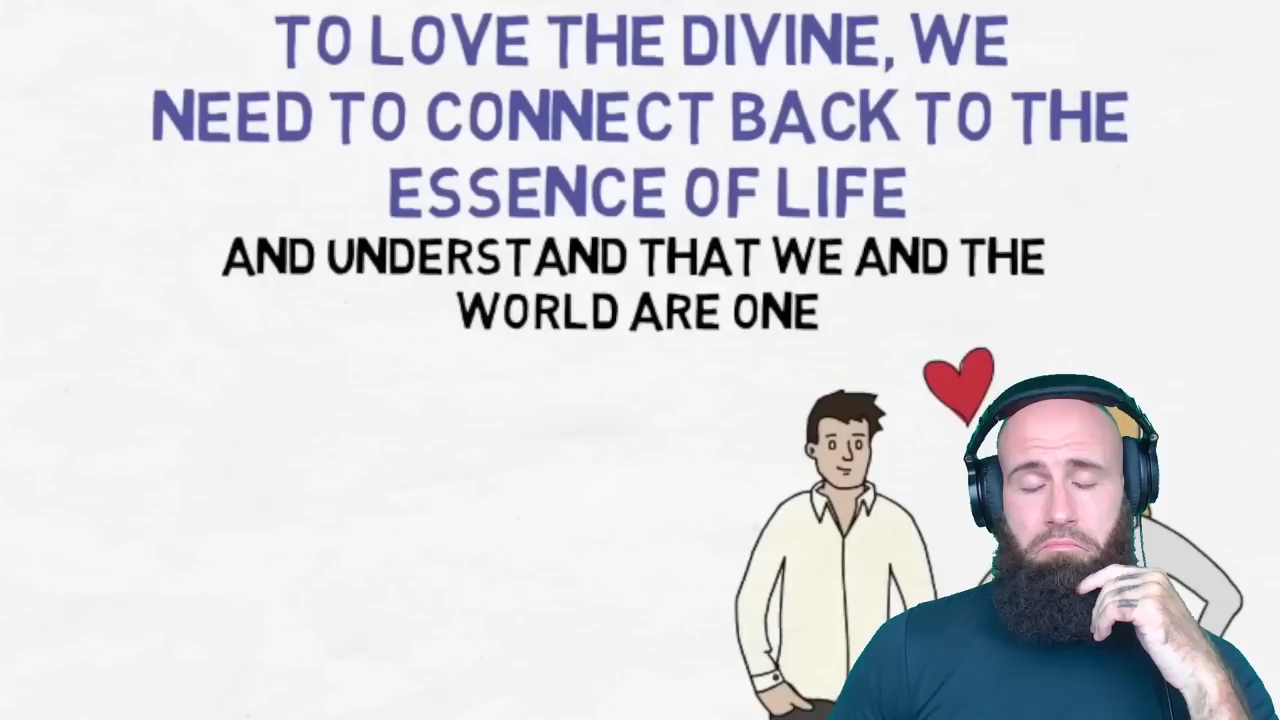 TO LOVE THE DIVINE, WE
NEED TO CONNECT BACK TO THE
ESSENCE OF LIFE
AND UNDERSTAND THAT WE AND THE
WORLD ARE ONE